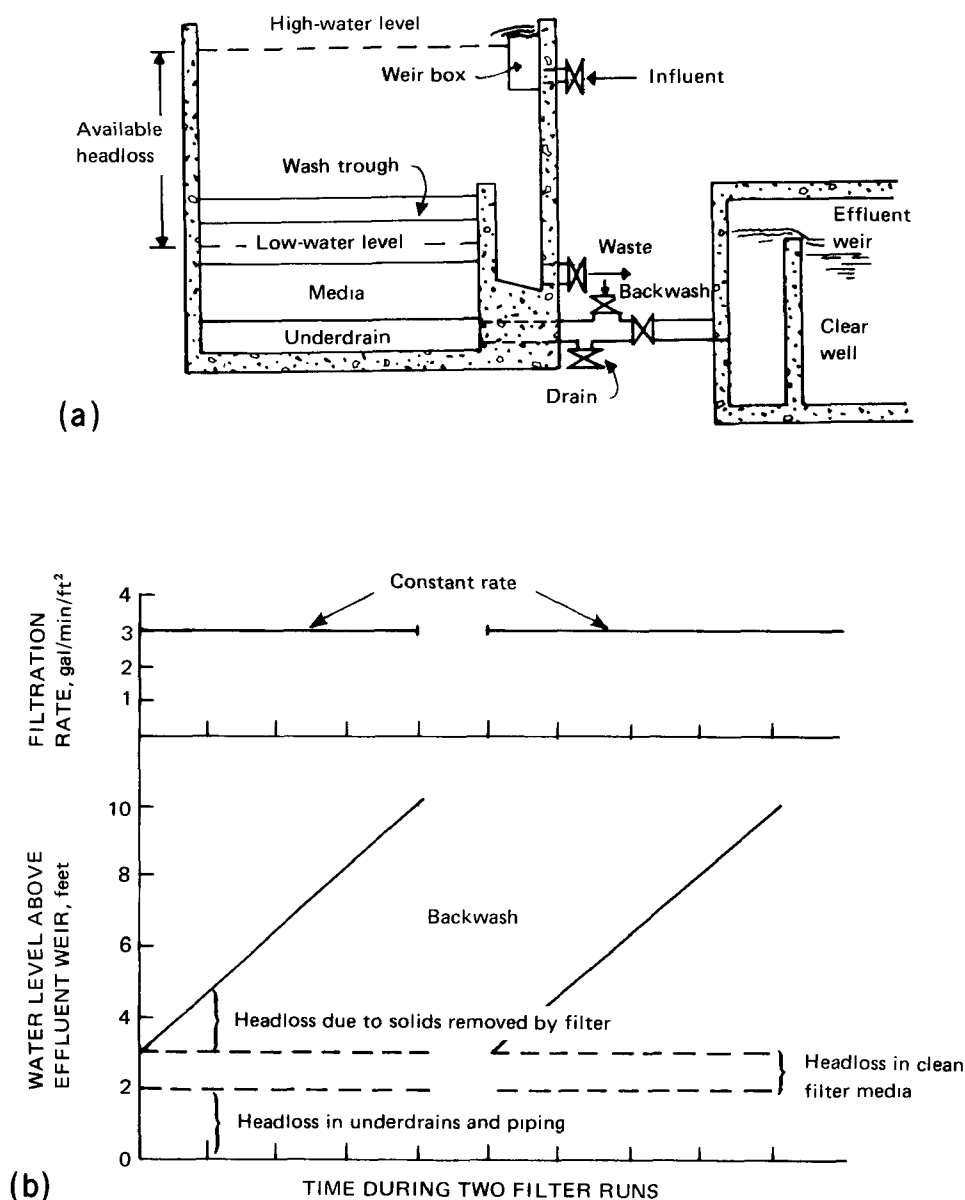 High-water level
Weir box
Influent
Available
headloss
Wash trough
Effluent
weir
Low-water level
Waste
Media
Backwash
Underdrain
Clear
well
Drain
(a)
FILTRATION
RATE, gal/min/ft²
4
3
2
1
Constant rate
WATER LEVEL ABOVE
EFFLUENT WEIR, feet
10
8
6
4
2
0
Backwash
Headloss due to solids removed by filter
Headloss in clean
filter media
Headloss in underdrains and piping
(b)
TIME DURING TWO FILTER RUNS